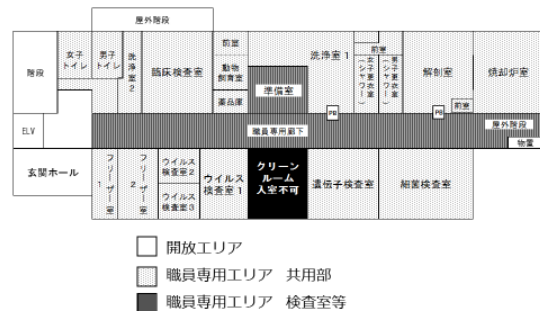 屋外階段
階段
女子
トイレ
男子
トイレ
洗浄室2
臨床検査室
前室
動物
飼育室
薬品庫
洗浄室1
準備室
前室
女子更衣室
(シャワー)
男子更衣室
(シャワー)
解剖室
前室
焼却炉室
PB
PB
ELV
職員専用廊下
屋外階段
物置
玄関ホール
フリーザー室1
フリーザー室2
ウイルス
検査室2
ウイルス
検査室3
ウイルス
検査室1
クリーン
ルーム
入室不可
遺伝子検査室
細菌検査室
開放エリア
職員専用エリア 共用部
職員専用エリア 検査室等